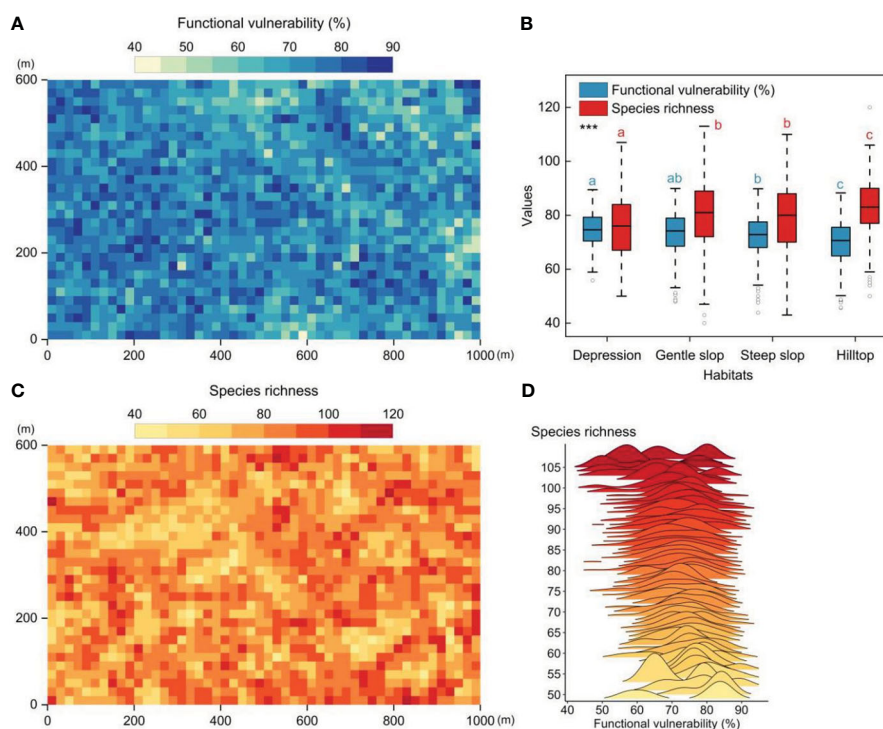 A
Functional vulnerability (%)
40 50 60 70 80 90
(m)
600
400
200
0
0 200 400 600 800 1000 (m)
B
Functional vulnerability (%)
Species richness
***
a a ab b b b c c
Values
120
100
80
60
40
Depression Gentle slop Steep slop Hilltop
Habitats
C
Species richness
40 60 80 100 120
(m)
600
400
200
0
0 200 400 600 800 1000 (m)
D
Species richness
105
100
95
90
85
80
75
70
65
60
55
50
40 50 60 70 80 90
Functional vulnerability (%)